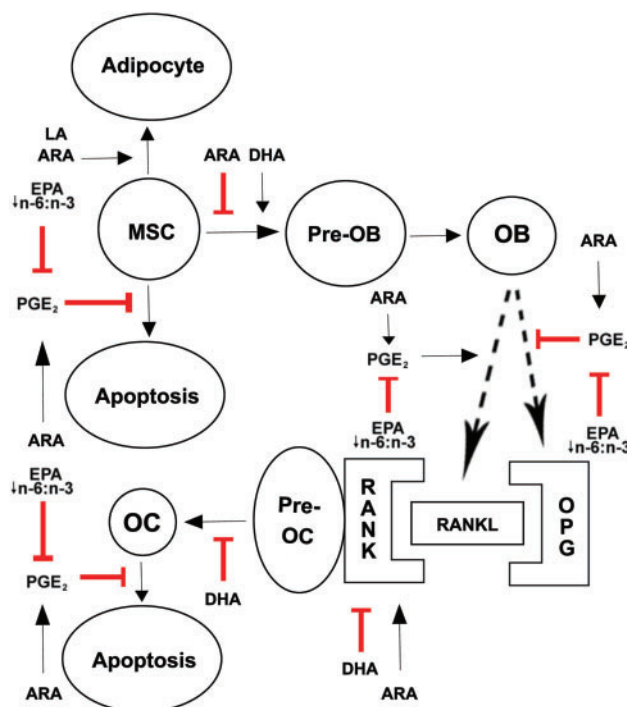 Adipocyte
LA
ARA
ARA DHA
EPA
↓n-6:n-3
MSC
Pre-OB
OB
ARA
PGE₂
ARA
PGE₂
PGE₂
Apoptosis
EPA
↓n-6:n-3
EPA
↓n-6:n-3
ARA
EPA
↓n-6:n-3
OC
Pre-
OC
RANK
RANKL
OPG
PGE₂
DHA
Apoptosis
DHA
ARA
ARA